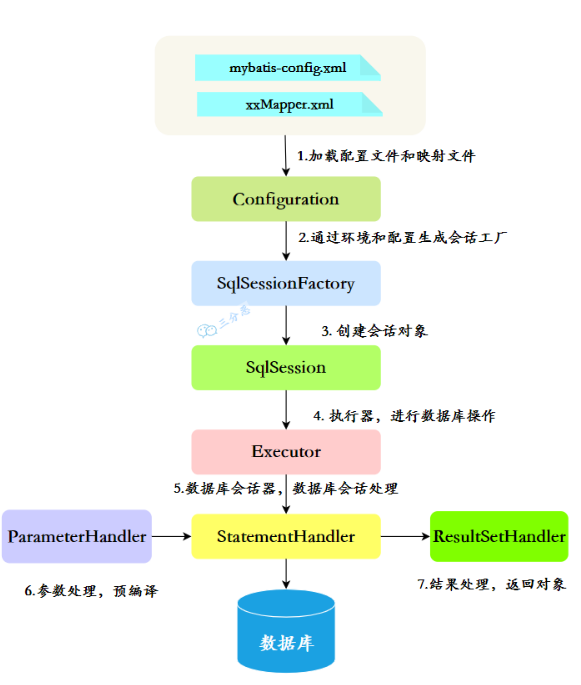 mybatis-config.xml
xxMapper.xml
1.加载配置文件和映射文件
Configuration
2.通过环境和配置生成会话工厂
SqlSessionFactory
三分恶
3. 创建会话对象
SqlSession
4. 执行器，进行数据库操作
Executor
5.数据库会话器，数据库会话处理
ParameterHandler
StatementHandler
ResultSetHandler
6.参数处理，预编译
7.结果处理，返回对象
数据库